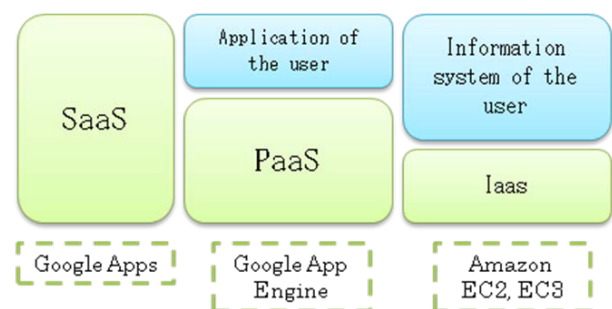 SaaS
Application of
the user
PaaS
Information
system of the
user
Iaas
Google Apps
Google App
Engine
Amazon
EC2, EC3